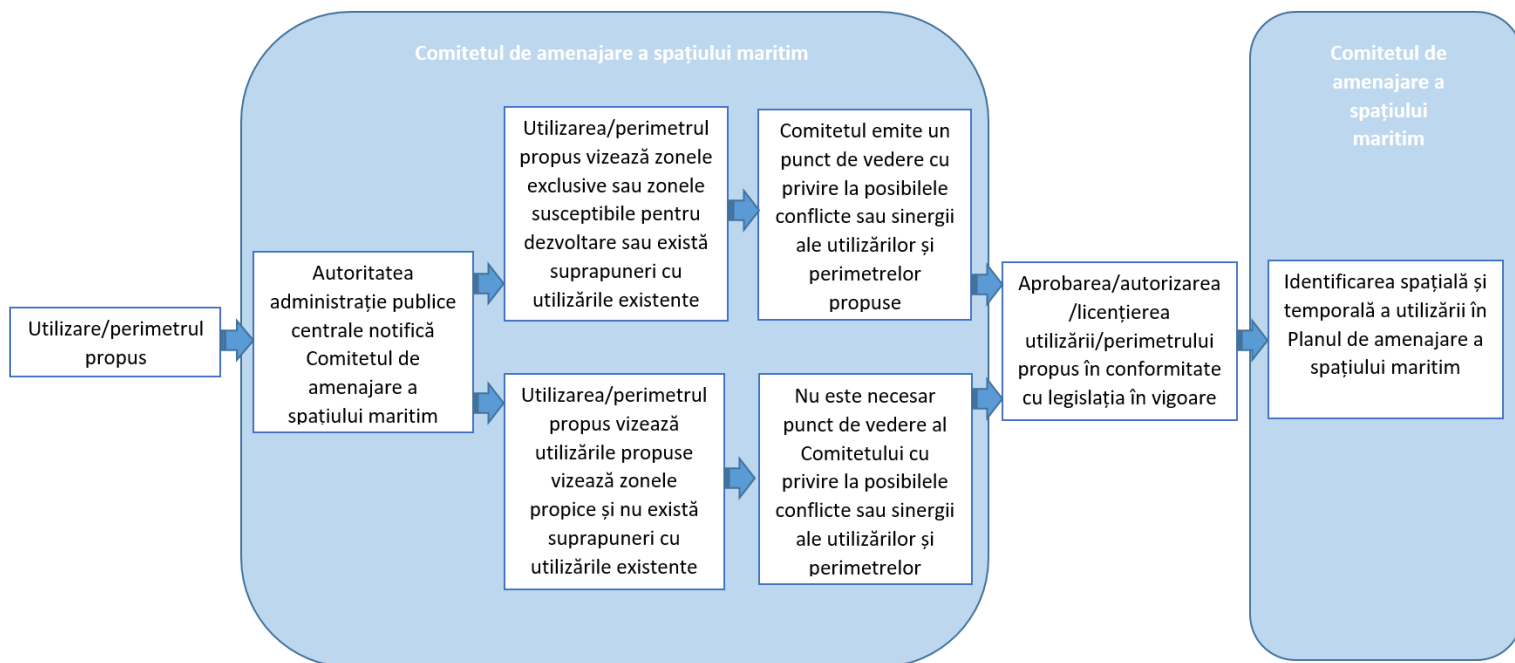 Comitetul de amenajare a spațiului maritim
Utilizare/perimetrul
propus
Autoritatea
administrație publice
centrale notifică
Comitetul de
amenajare a
spațiului maritim
Utilizarea/perimetrul
propus vizează zonele
exclusive sau zonele
susceptibile pentru
dezvoltare sau există
suprapuneri cu
utilizările existente
Comitetul emite un
punct de vedere cu
privire la posibilele
conflicte sau sinergii
ale utilizărilor și
perimetrelor
propuse
Utilizarea/perimetrul
propus vizează
utilizările propuse
vizează zonele
propice și nu există
suprapuneri cu
utilizările existente
Nu este necesar
punct de vedere al
Comitetului cu
privire la posibilele
conflicte sau sinergii
ale utilizărilor și
perimetrelor
Aprobarea/autorizarea
/licențierea
utilizării/perimetrului
propus în conformitate
cu legislația în vigoare
Comitetul de
amenajare a
spațiului
maritim
Identificarea spațială și
temporală a utilizării în
Planul de amenajare a
spațiului maritim